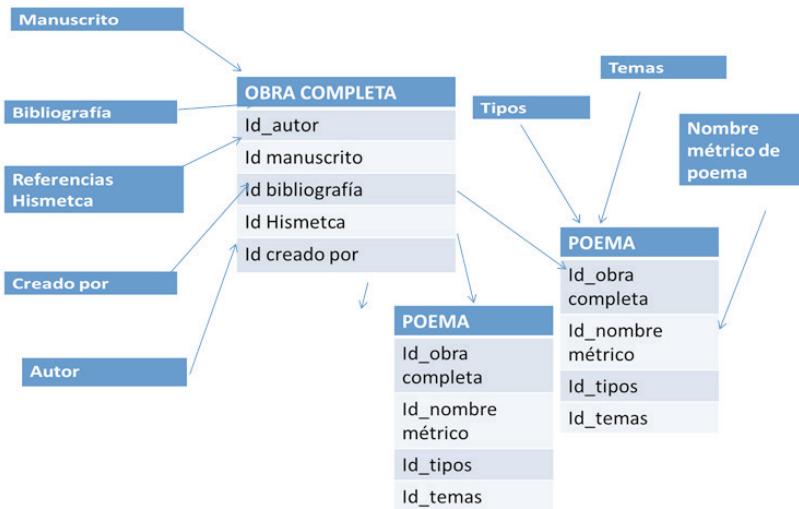 Manuscrito
Bibliografía
Referencias
Hismetca
Creado por
Autor
OBRA COMPLETA
Id_autor
Id manuscrito
Id bibliografía
Id Hismetca
Id creado por
POEMA
Id_obra
completa
Id_nombre
métrico
Id_tipos
Id_temas
Tipos
Temas
Nombre
métrico de
poema
POEMA
Id_obra
completa
Id_nombre
métrico
Id_tipos
Id_temas